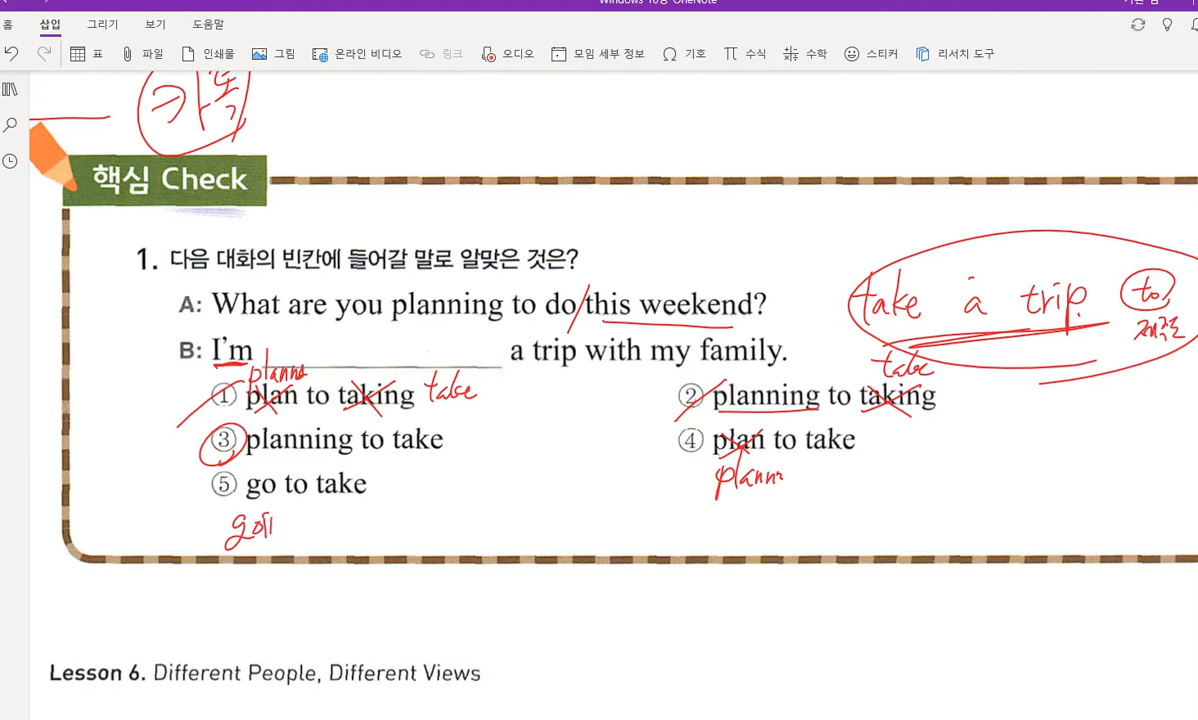 Windows 10용 OneNote
홈 삽입 그리기 보기 도움말
표 파일 인쇄물 그림 온라인 비디오 링크 오디오 모임 세부 정보 기호 수식 수학 스티커 리서치 도구
핵심 Check
1. 다음 대화의 빈칸에 들어갈 말로 알맞은 것은?
A: What are you planning to do this weekend?
take a trip to
제주도
B: I'm a trip with my family.
take
① plan to taking take
② planning to taking
③ planning to take
④ plan to take
⑤ go to take
Lesson 6. Different People, Different Views